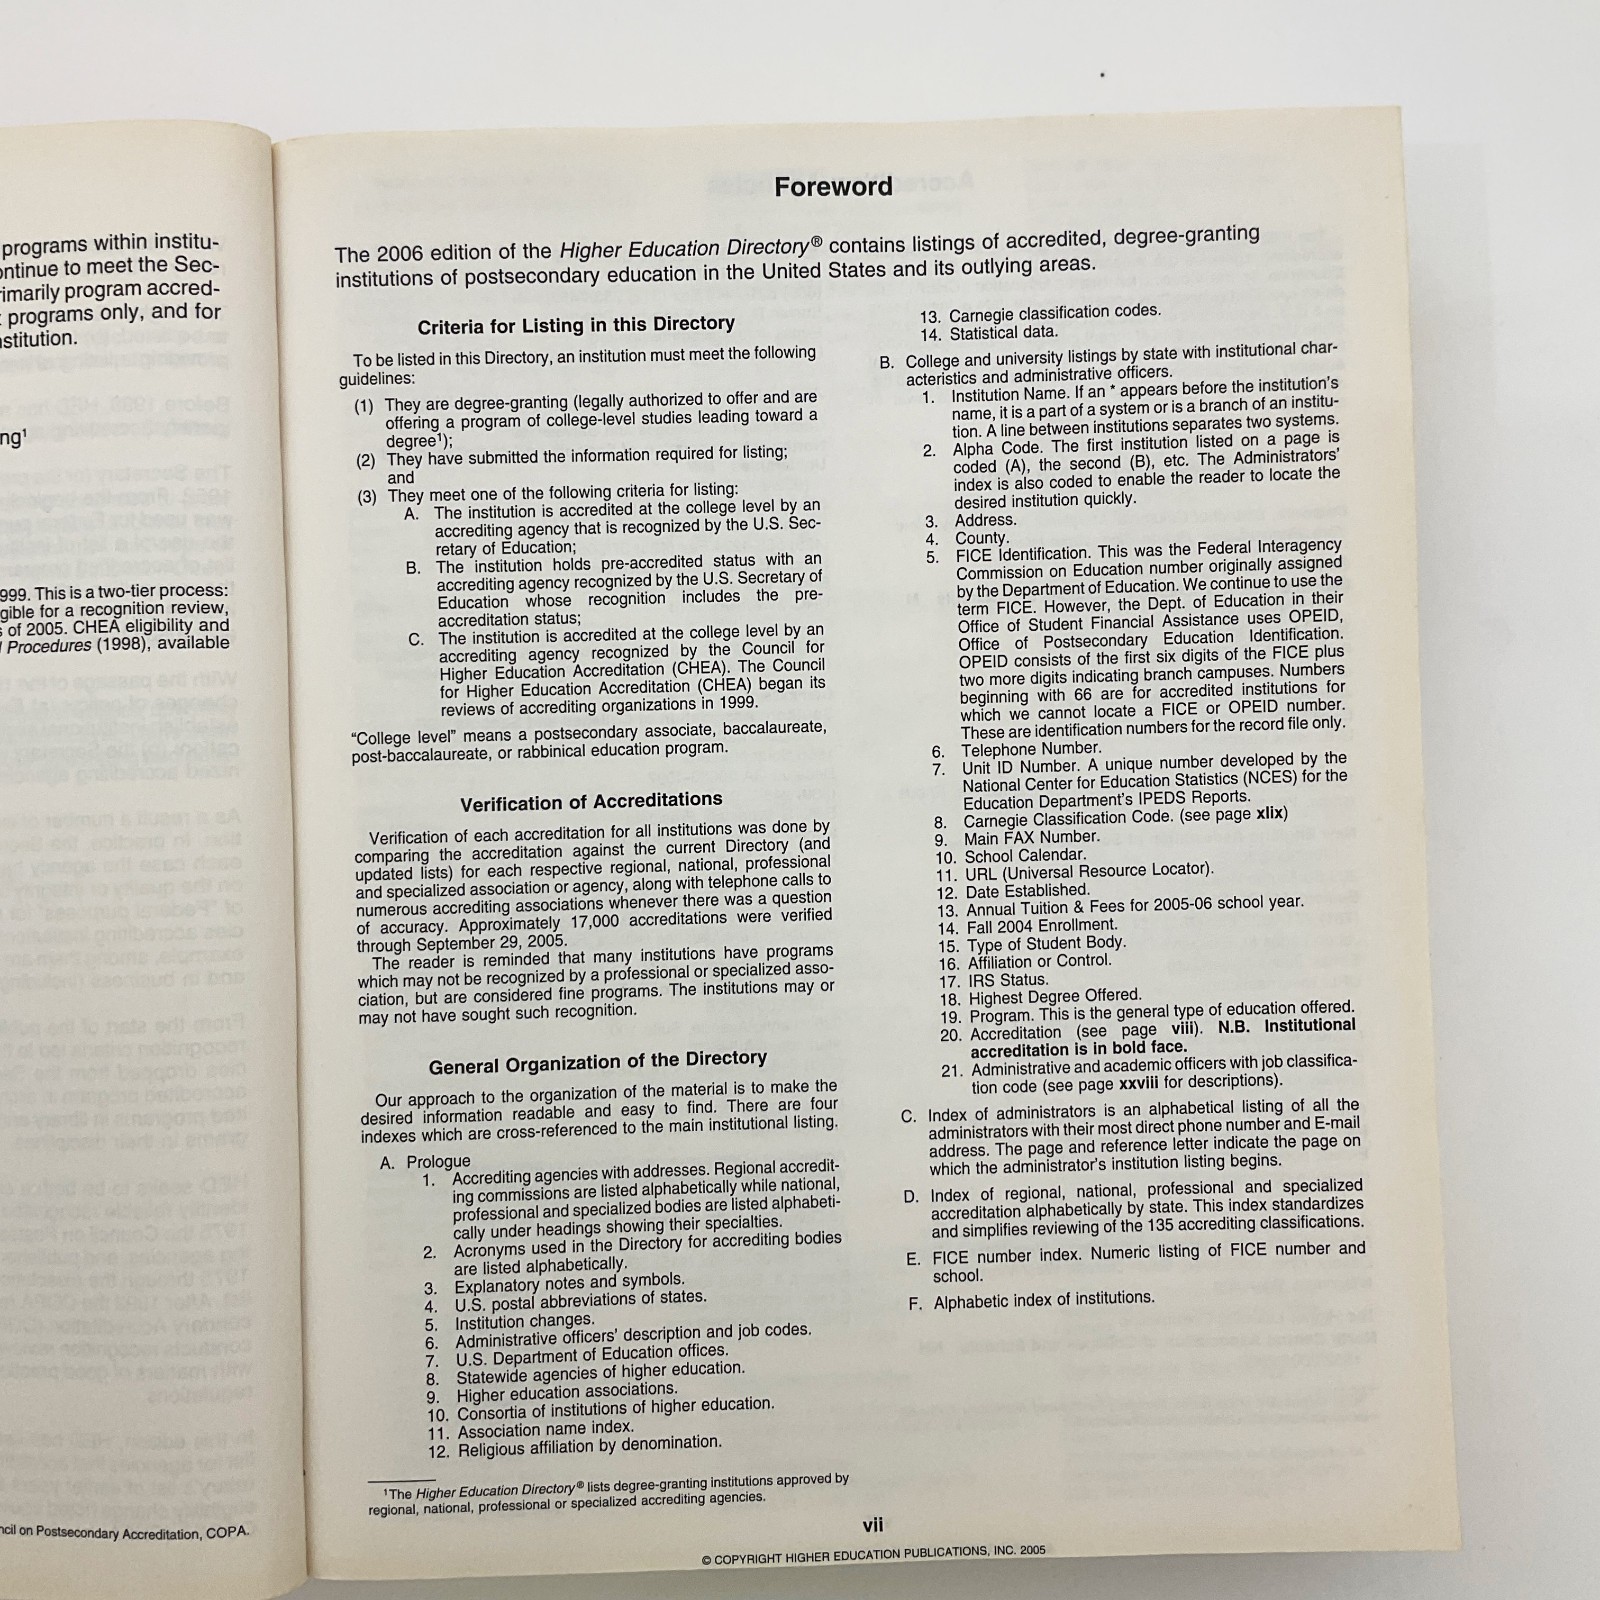 programs within institu-
ontinue to meet the Sec-
rimarily program accred-
programs only, and for
stitution.
ng¹
999. This is a two-tier process:
gible for a recognition review,
s of 2005. CHEA eligibility and
l Procedures (1998), available
ncil on Postsecondary Accreditation, COPA.
Foreword
The 2006 edition of the Higher Education Directory® contains listings of accredited, degree-granting
institutions of postsecondary education in the United States and its outlying areas.
Criteria for Listing in this Directory
To be listed in this Directory, an institution must meet the following
guidelines:
(1) They are degree-granting (legally authorized to offer and are
offering a program of college-level studies leading toward a
degree¹);
(2) They have submitted the information required for listing;
and
(3) They meet one of the following criteria for listing:
A. The institution is accredited at the college level by an
accrediting agency that is recognized by the U.S. Sec-
retary of Education;
B. The institution holds pre-accredited status with an
accrediting agency recognized by the U.S. Secretary of
Education whose recognition includes the pre-
accreditation status;
C. The institution is accredited at the college level by an
accrediting agency recognized by the Council for
Higher Education Accreditation (CHEA). The Council
for Higher Education Accreditation (CHEA) began its
reviews of accrediting organizations in 1999.
“College level” means a postsecondary associate, baccalaureate,
post-baccalaureate, or rabbinical education program.
Verification of Accreditations
Verification of each accreditation for all institutions was done by
comparing the accreditation against the current Directory (and
updated lists) for each respective regional, national, professional
and specialized association or agency, along with telephone calls to
numerous accrediting associations whenever there was a question
of accuracy. Approximately 17,000 accreditations were verified
through September 29, 2005.
The reader is reminded that many institutions have programs
which may not be recognized by a professional or specialized asso-
ciation, but are considered fine programs. The institutions may or
may not have sought such recognition.
General Organization of the Directory
Our approach to the organization of the material is to make the
desired information readable and easy to find. There are four
indexes which are cross-referenced to the main institutional listing.
A. Prologue
1. Accrediting agencies with addresses. Regional accredit-
ing commissions are listed alphabetically while national,
professional and specialized bodies are listed alphabeti-
cally under headings showing their specialties.
2. Acronyms used in the Directory for accrediting bodies
are listed alphabetically.
3. Explanatory notes and symbols.
4. U.S. postal abbreviations of states.
5. Institution changes.
6. Administrative officers’ description and job codes.
7. U.S. Department of Education offices.
8. Statewide agencies of higher education.
9. Higher education associations.
10. Consortia of institutions of higher education.
11. Association name index.
12. Religious affiliation by denomination.
¹The Higher Education Directory® lists degree-granting institutions approved by
regional, national, professional or specialized accrediting agencies.
13. Carnegie classification codes.
14. Statistical data.
B. College and university listings by state with institutional char-
acteristics and administrative officers.
1. Institution Name. If an * appears before the institution’s
name, it is a part of a system or is a branch of an institu-
tion. A line between institutions separates two systems.
2. Alpha Code. The first institution listed on a page is
coded (A), the second (B), etc. The Administrators’
index is also coded to enable the reader to locate the
desired institution quickly.
3. Address.
4. County.
5. FICE Identification. This was the Federal Interagency
Commission on Education number originally assigned
by the Department of Education. We continue to use the
term FICE. However, the Dept. of Education in their
Office of Student Financial Assistance uses OPEID,
Office of Postsecondary Education Identification.
OPEID consists of the first six digits of the FICE plus
two more digits indicating branch campuses. Numbers
beginning with 66 are for accredited institutions for
which we cannot locate a FICE or OPEID number.
These are identification numbers for the record file only.
6. Telephone Number.
7. Unit ID Number. A unique number developed by the
National Center for Education Statistics (NCES) for the
Education Department’s IPEDS Reports.
8. Carnegie Classification Code. (see page xlix)
9. Main FAX Number.
10. School Calendar.
11. URL (Universal Resource Locator).
12. Date Established.
13. Annual Tuition & Fees for 2005-06 school year.
14. Fall 2004 Enrollment.
15. Type of Student Body.
16. Affiliation or Control.
17. IRS Status.
18. Highest Degree Offered.
19. Program. This is the general type of education offered.
20. Accreditation (see page viii). N.B. Institutional
accreditation is in bold face.
21. Administrative and academic officers with job classifica-
tion code (see page xxviii for descriptions).
C. Index of administrators is an alphabetical listing of all the
administrators with their most direct phone number and E-mail
address. The page and reference letter indicate the page on
which the administrator’s institution listing begins.
D. Index of regional, national, professional and specialized
accreditation alphabetically by state. This index standardizes
and simplifies reviewing of the 135 accrediting classifications.
E. FICE number index. Numeric listing of FICE number and
school.
F. Alphabetic index of institutions.
vii
© COPYRIGHT HIGHER EDUCATION PUBLICATIONS, INC. 2005